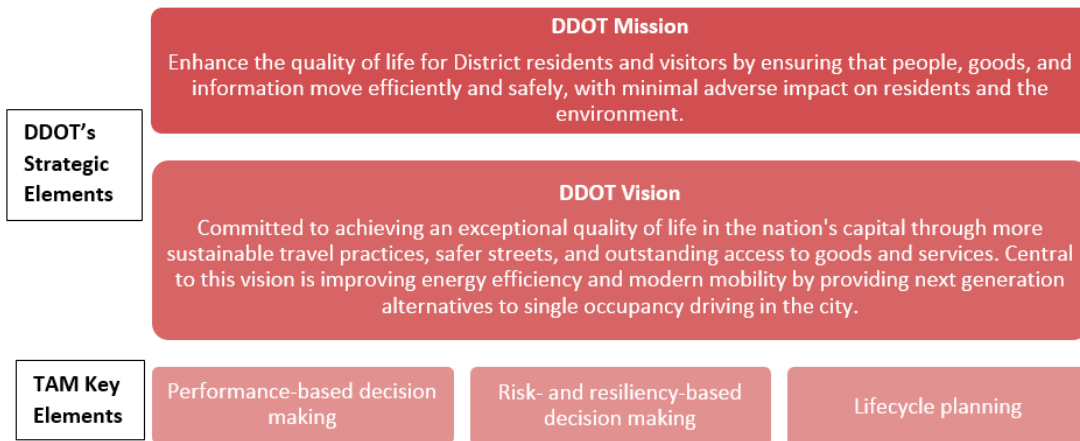 DDOT's
Strategic
Elements
DDOT Mission
Enhance the quality of life for District residents and visitors by ensuring that people, goods, and
information move efficiently and safely, with minimal adverse impact on residents and the
environment.
DDOT Vision
Committed to achieving an exceptional quality of life in the nation's capital through more
sustainable travel practices, safer streets, and outstanding access to goods and services. Central
to this vision is improving energy efficiency and modern mobility by providing next generation
alternatives to single occupancy driving in the city.
TAM Key
Elements
Performance-based decision
making
Risk- and resiliency-based
decision making
Lifecycle planning